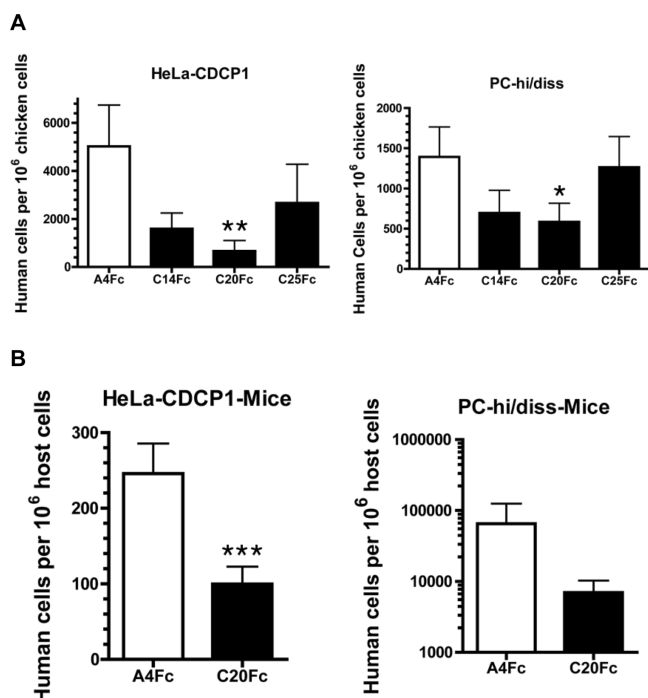 A
HeLa-CDCP1
Human cells per 10⁶ chicken cells
6000
4000
2000
0
**
A4Fc C14Fc C20Fc C25Fc
PC-hi/diss
Human Cells per 10⁶ chicken cells
2000
1500
1000
500
0
*
A4Fc C14Fc C20Fc C25Fc
B
HeLa-CDCP1-Mice
Human cells per 10⁶ host cells
300
200
100
0
***
A4Fc C20Fc
PC-hi/diss-Mice
Human cells per 10⁶ host cells
1000000
100000
10000
1000
A4Fc C20Fc